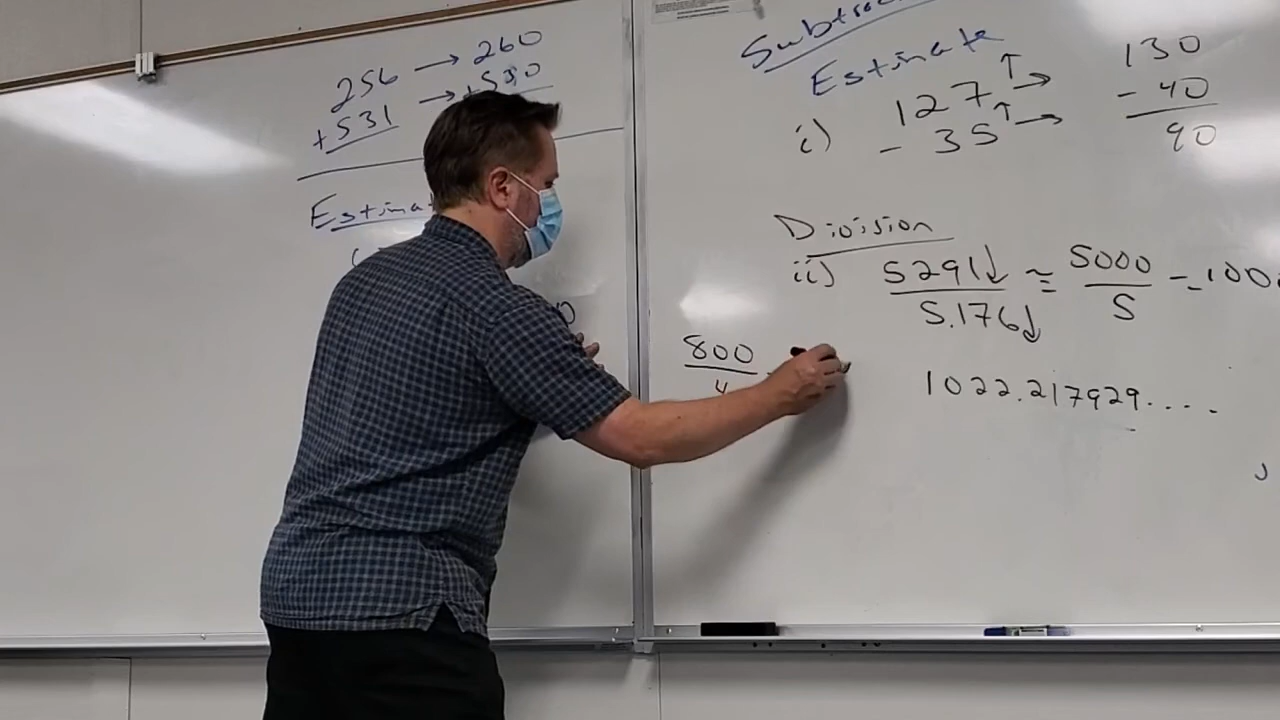 256 → 260
+531 → +530
Estimat
Subtrac
Estimate
i) 127↑ → 130
- 35↑ → - 40
90
Division
ii) 5291↓ / 5.176↓ ≅ 5000 / 5 = 100
800 / 4
1022.217929....